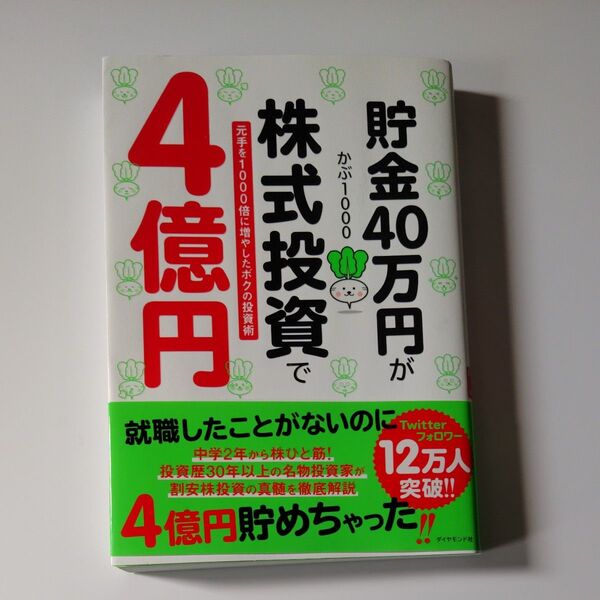 貯金40万円が
かぶ1000
株式投資で
元手を1000倍に増やしたボクの投資術
4億円
就職したことがないのに
中学2年から株ひと筋!
投資歴30年以上の名物投資家が
割安株投資の真髄を徹底解説
4億円貯めちゃった!!
Twitter
フォロワー
12万人
突破!!
ダイヤモンド社